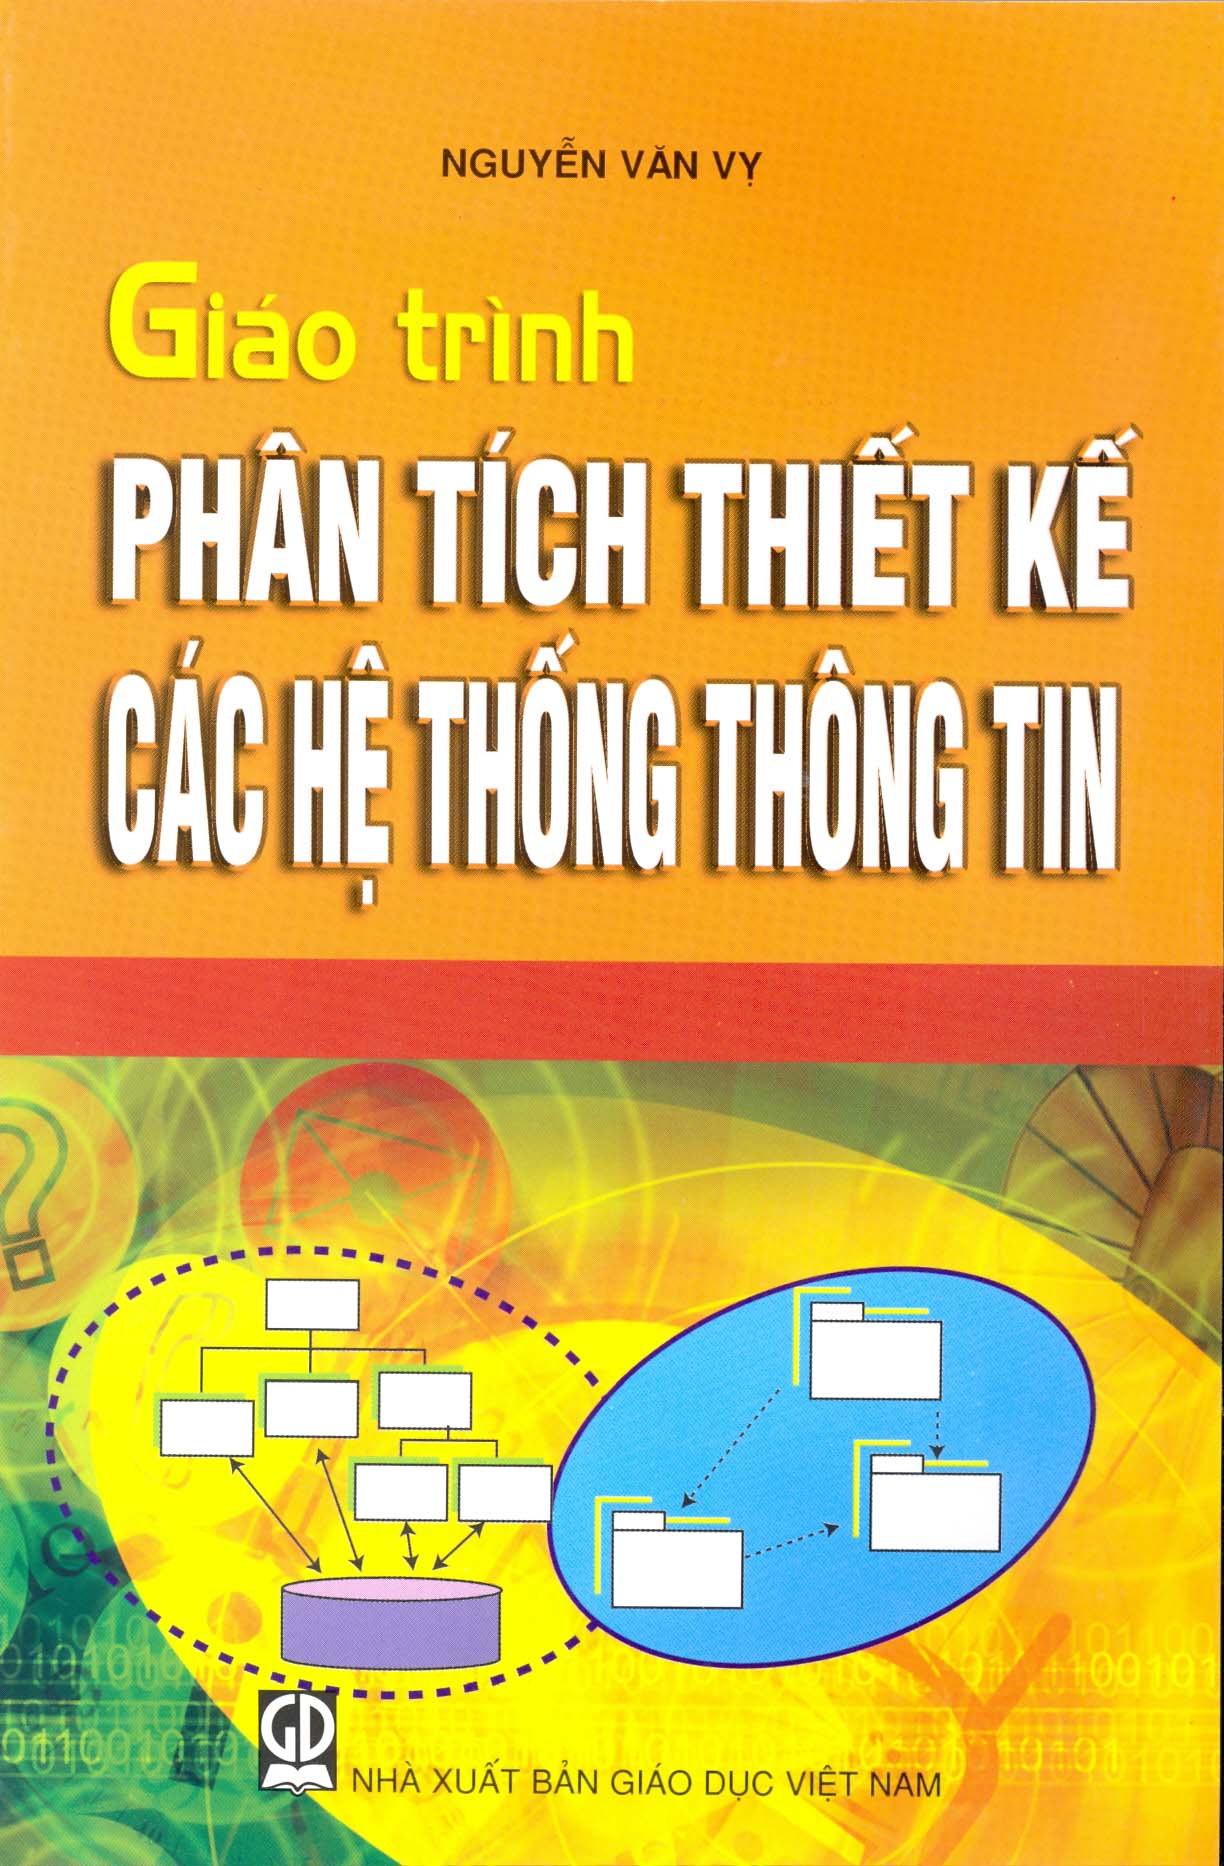 NGUYỄN VĂN VỴ
Giáo trình
PHÂN TÍCH THIẾT KẾ
CÁC HỆ THỐNG THÔNG TIN
GD
NHÀ XUẤT BẢN GIÁO DỤC VIỆT NAM